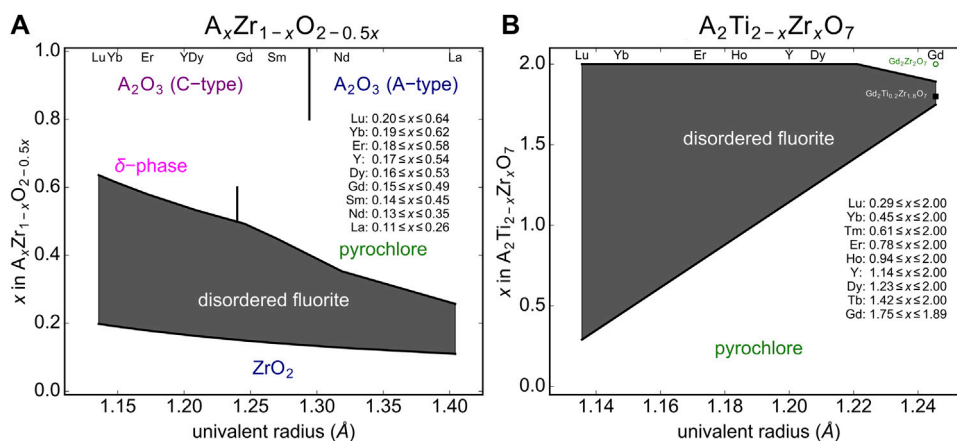 A
AₓZr₁₋ₓO₂₋₀.₅ₓ
Lu Yb Er Y Dy Gd Sm Nd La
A₂O₃ (C-type)
A₂O₃ (A-type)
Lu: 0.20 ≤ x ≤ 0.64
Yb: 0.19 ≤ x ≤ 0.62
Er: 0.18 ≤ x ≤ 0.58
Y: 0.17 ≤ x ≤ 0.54
Dy: 0.16 ≤ x ≤ 0.53
Gd: 0.15 ≤ x ≤ 0.49
Sm: 0.14 ≤ x ≤ 0.45
Nd: 0.13 ≤ x ≤ 0.35
La: 0.11 ≤ x ≤ 0.26
δ−phase
pyrochlore
disordered fluorite
ZrO₂
1.0
0.8
0.6
0.4
0.2
0.0
x in AₓZr₁₋ₓO₂₋₀.₅ₓ
1.15 1.20 1.25 1.30 1.35 1.40
univalent radius (Å)
B
A₂Ti₂₋ₓZrₓO₇
Lu Yb Er Ho Y Dy Gd
Gd₂Zr₂O₇
Gd₂Ti₀.₂Zr₁.₈O₇
disordered fluorite
Lu: 0.29 ≤ x ≤ 2.00
Yb: 0.45 ≤ x ≤ 2.00
Tm: 0.61 ≤ x ≤ 2.00
Er: 0.78 ≤ x ≤ 2.00
Ho: 0.94 ≤ x ≤ 2.00
Y: 1.14 ≤ x ≤ 2.00
Dy: 1.23 ≤ x ≤ 2.00
Tb: 1.42 ≤ x ≤ 2.00
Gd: 1.75 ≤ x ≤ 1.89
pyrochlore
2.0
1.5
1.0
0.5
0.0
x in A₂Ti₂₋ₓZrₓO₇
1.14 1.16 1.18 1.20 1.22 1.24
univalent radius (Å)